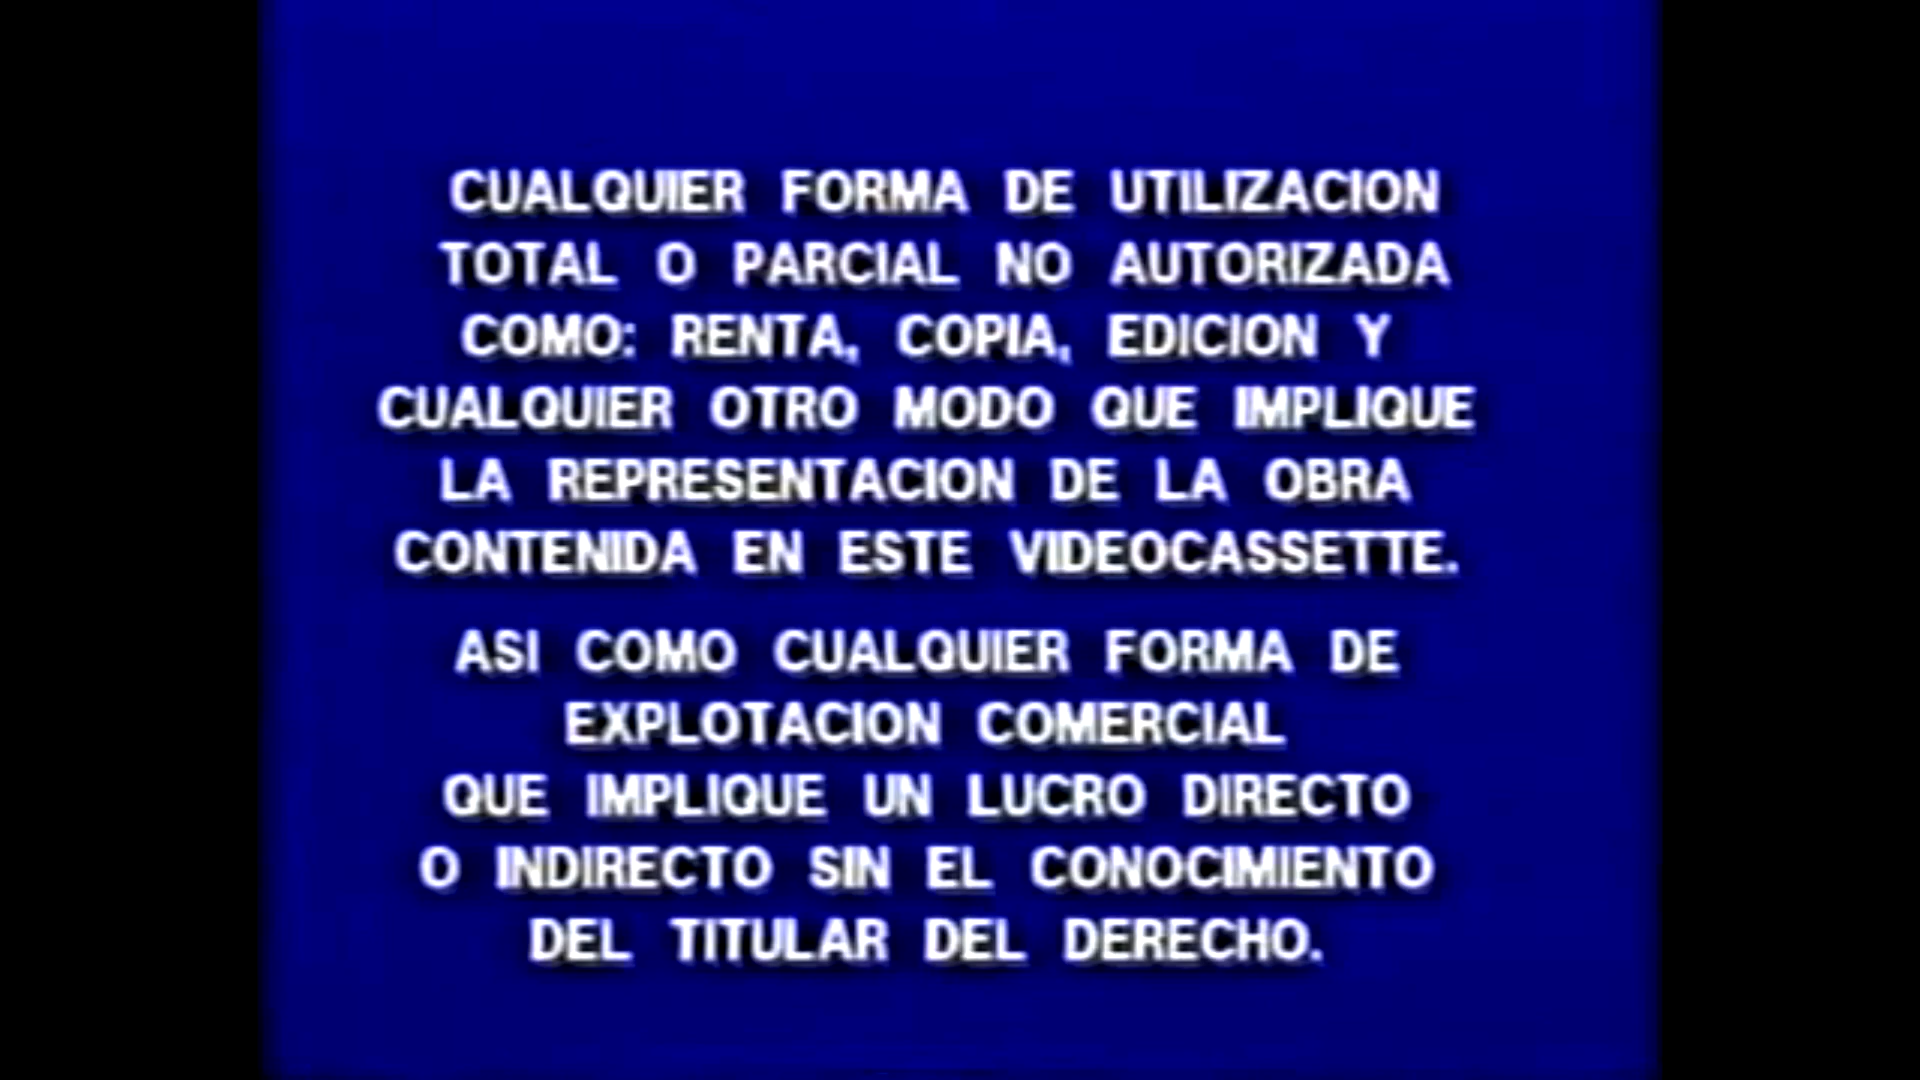 CUALQUIER FORMA DE UTILIZACION
TOTAL O PARCIAL NO AUTORIZADA
COMO: RENTA, COPIA, EDICION Y
CUALQUIER OTRO MODO QUE IMPLIQUE
LA REPRESENTACION DE LA OBRA
CONTENIDA EN ESTE VIDEOCASSETTE.
ASI COMO CUALQUIER FORMA DE
EXPLOTACION COMERCIAL
QUE IMPLIQUE UN LUCRO DIRECTO
O INDIRECTO SIN EL CONOCIMIENTO
DEL TITULAR DEL DERECHO.